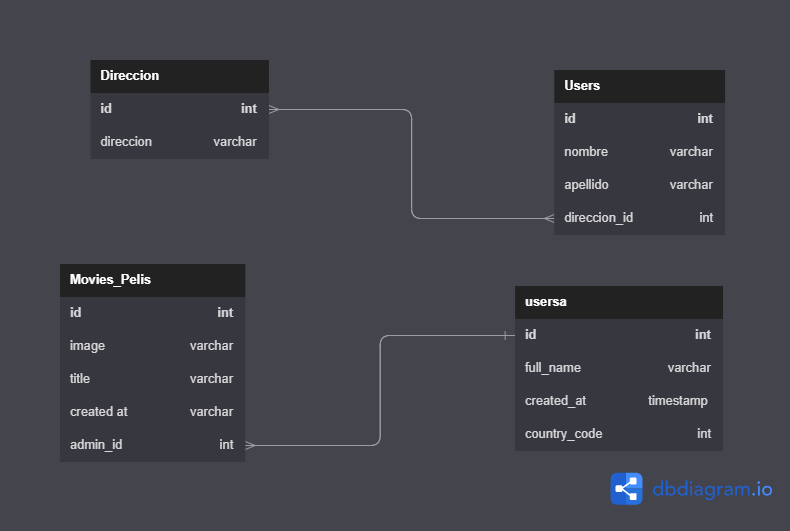 Direccion
id int
direccion varchar
Users
id int
nombre varchar
apellido varchar
direccion_id int
Movies_Pelis
id int
image varchar
title varchar
created at varchar
admin_id int
usersa
id int
full_name varchar
created_at timestamp
country_code int
dbdiagram.io